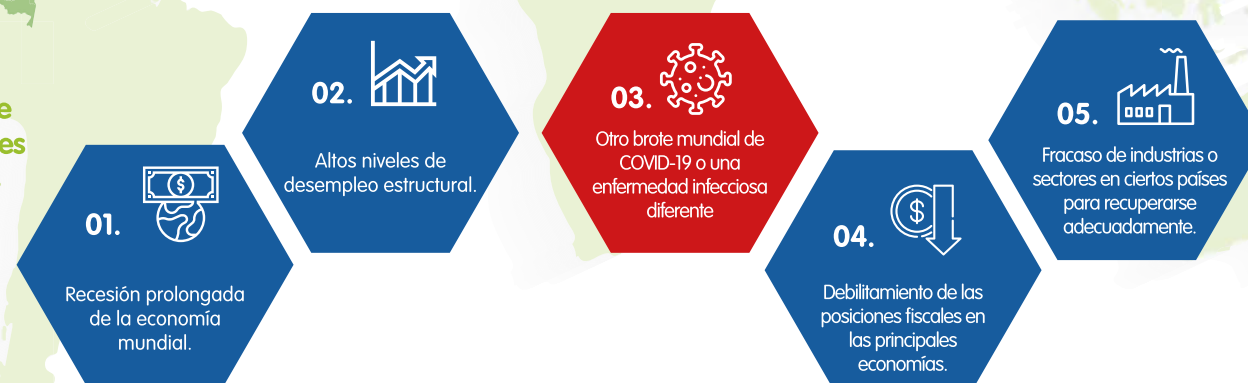 01.
Recesión prolongada
de la economía
mundial.
02.
Altos niveles de
desempleo estructural.
03.
Otro brote mundial de
COVID-19 o una
enfermedad infecciosa
diferente
$
04.
Debilitamiento de las
posiciones fiscales en
las principales
economías.
05.
Fracaso de industrias o
sectores en ciertos países
para recuperarse
adecuadamente.